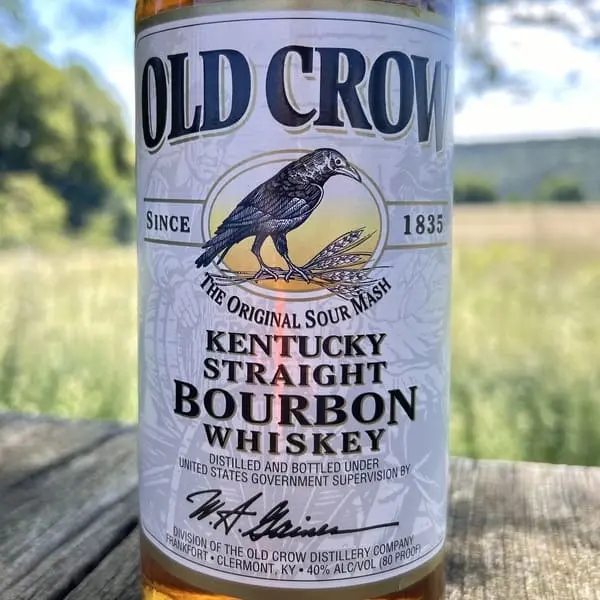 OLD CROW
SINCE 1835
THE ORIGINAL SOUR MASH
KENTUCKY
STRAIGHT
BOURBON
WHISKEY
DISTILLED AND BOTTLED UNDER
UNITED STATES GOVERNMENT SUPERVISION BY
W. A. Gaines
DIVISION OF THE OLD CROW DISTILLERY COMPANY
FRANKFORT • CLERMONT, KY • 40% ALC/VOL (80 PROOF)